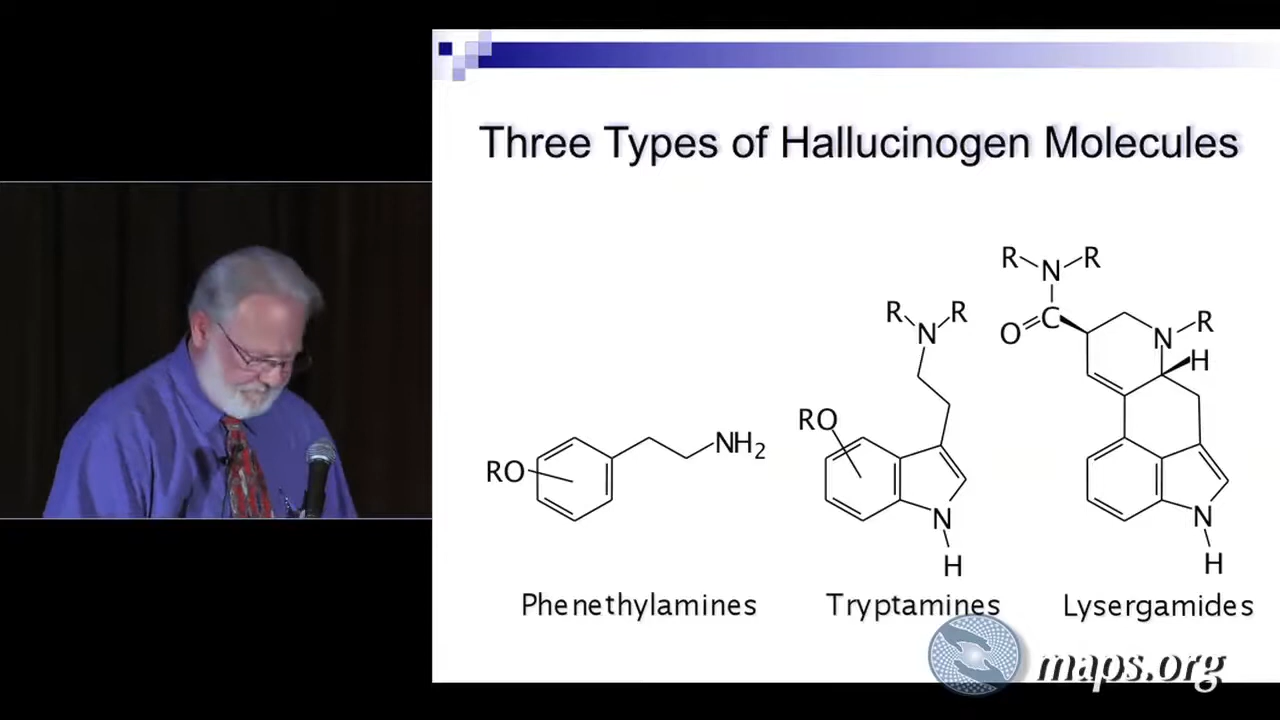 Three Types of Hallucinogen Molecules
R N R
O C N R
H
R N R
RO
N
H
RO NH2
N
H
Phenethylamines Tryptamines Lysergamides
maps.org